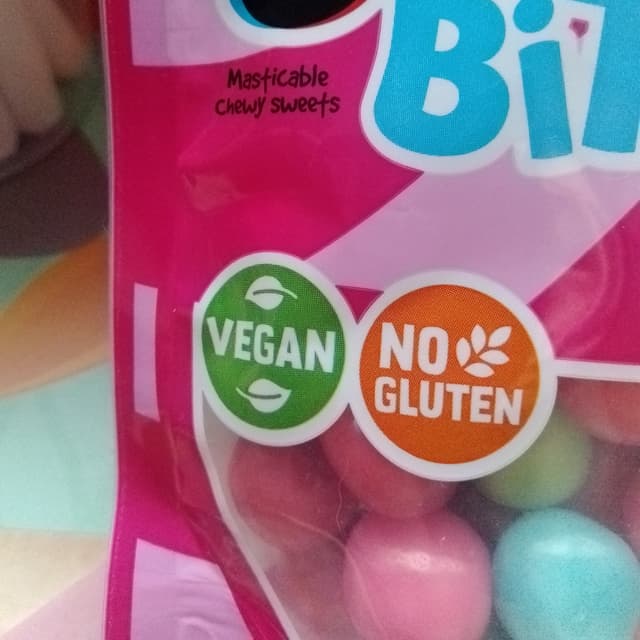 Masticable
Chewy sweets
VEGAN
NO
GLUTEN